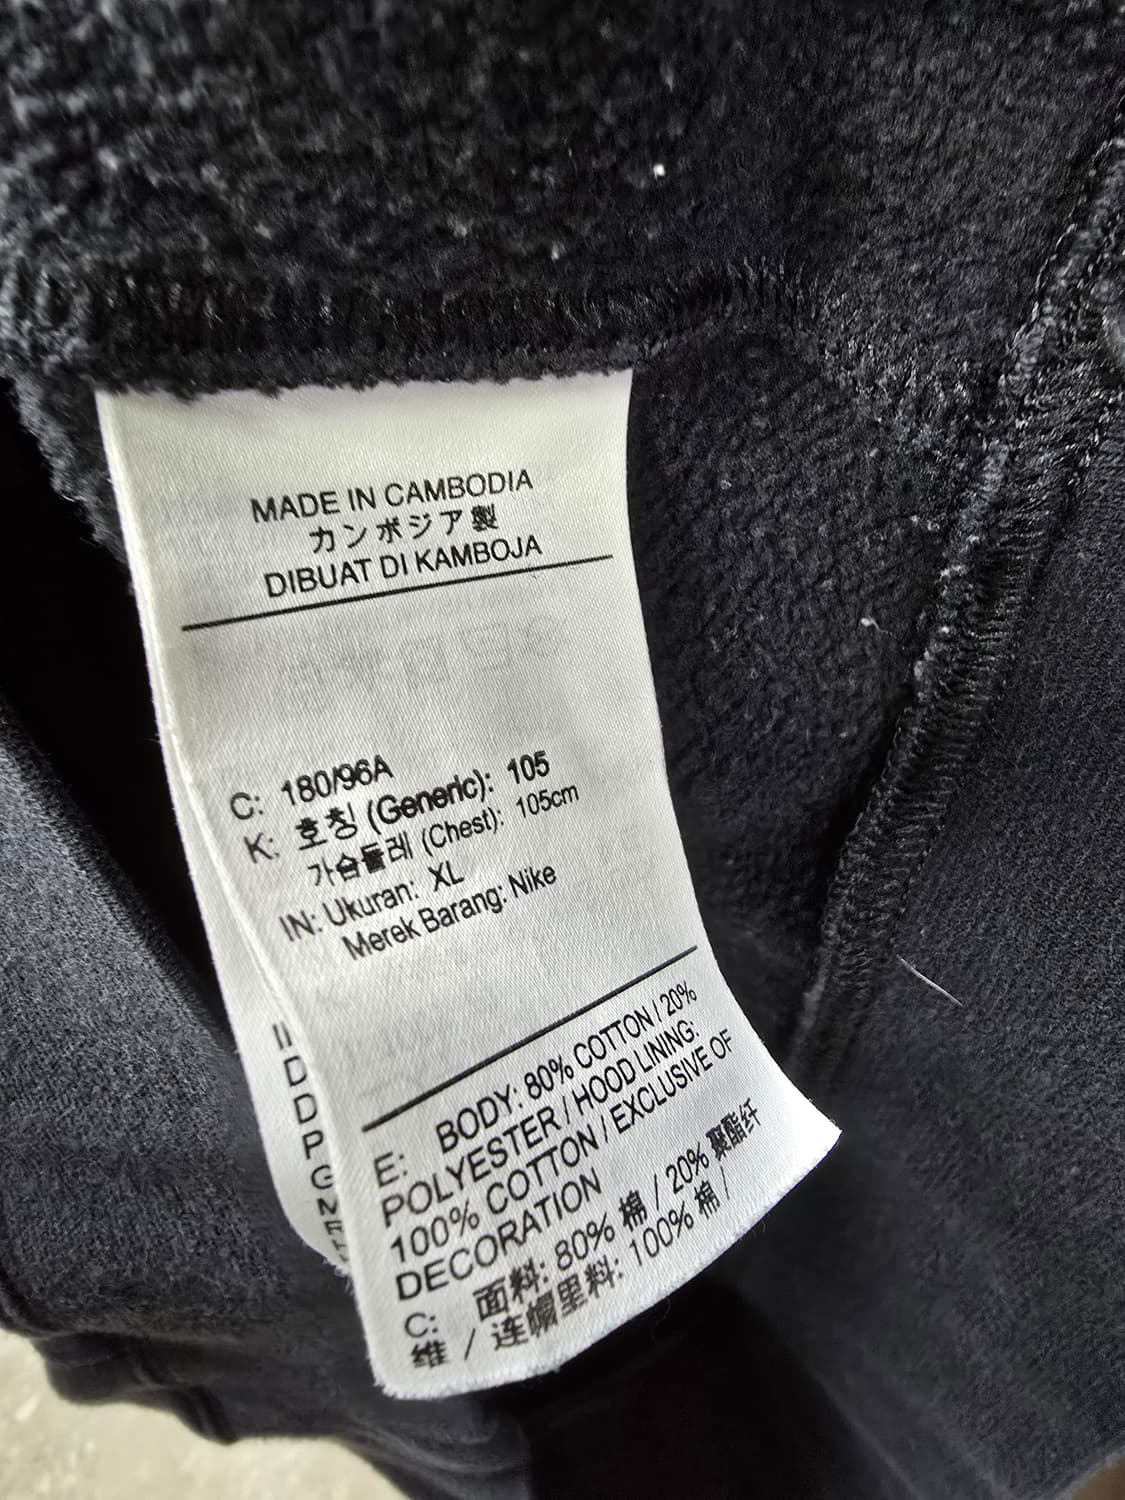 MADE IN CAMBODIA
カンボジア製
DIBUAT DI KAMBOJA
C: 180/96A
K: 호칭 (Generic): 105
가슴둘레 (Chest): 105cm
IN: Ukuran: XL
Merek Barang: Nike
E: BODY: 80% COTTON / 20%
POLYESTER / HOOD LINING:
100% COTTON / EXCLUSIVE OF
DECORATION
C: 面料: 80% 棉 / 20% 聚酯纤
维 / 连帽里料: 100% 棉 /